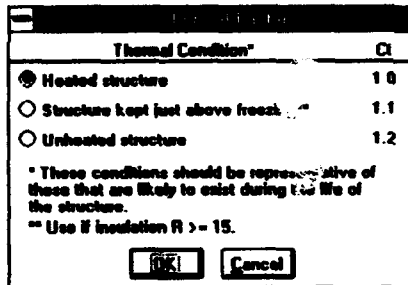 Thermal Condition* Ct
Heated structure 1.0
Structure kept just above 1.1
Unheated structure 1.2
* These conditions should be representative of
those that are likely to exist during the life of
the structure.
** Use if insulation R >= 15.
OK Cancel